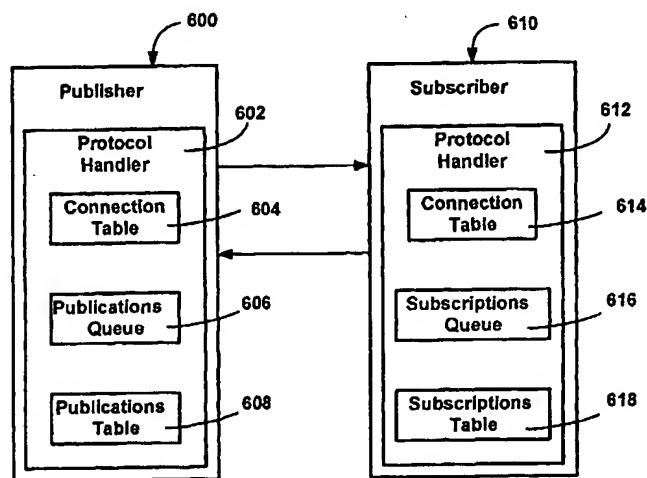 600
Publisher
602
Protocol
Handler
Connection
Table
604
Publications
Queue
606
Publications
Table
608
610
Subscriber
612
Protocol
Handler
Connection
Table
614
Subscriptions
Queue
616
Subscriptions
Table
618